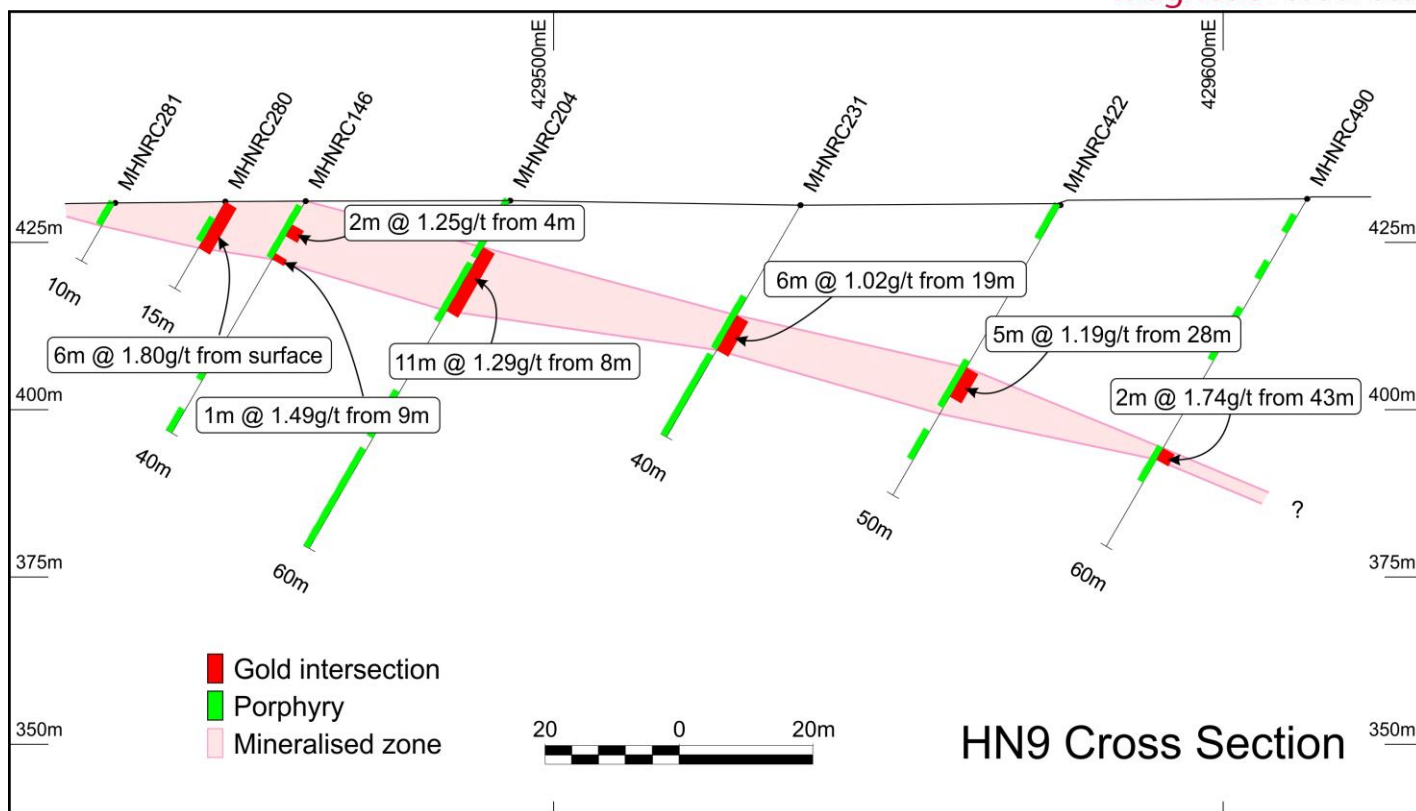 429500mE
429600mE
MHNRC281
MHNRC280
MHNRC146
MHNRC204
MHNRC231
MHNRC422
MHNRC490
2m @ 1.25g/t from 4m
425m
425m
6m @ 1.02g/t from 19m
10m
15m
5m @ 1.19g/t from 28m
6m @ 1.80g/t from surface
11m @ 1.29g/t from 8m
2m @ 1.74g/t from 43m
400m
400m
1m @ 1.49g/t from 9m
40m
40m
50m
?
60m
60m
375m
375m
Gold intersection
Porphyry
Mineralised zone
20 0 20m
HN9 Cross Section
350m
350m